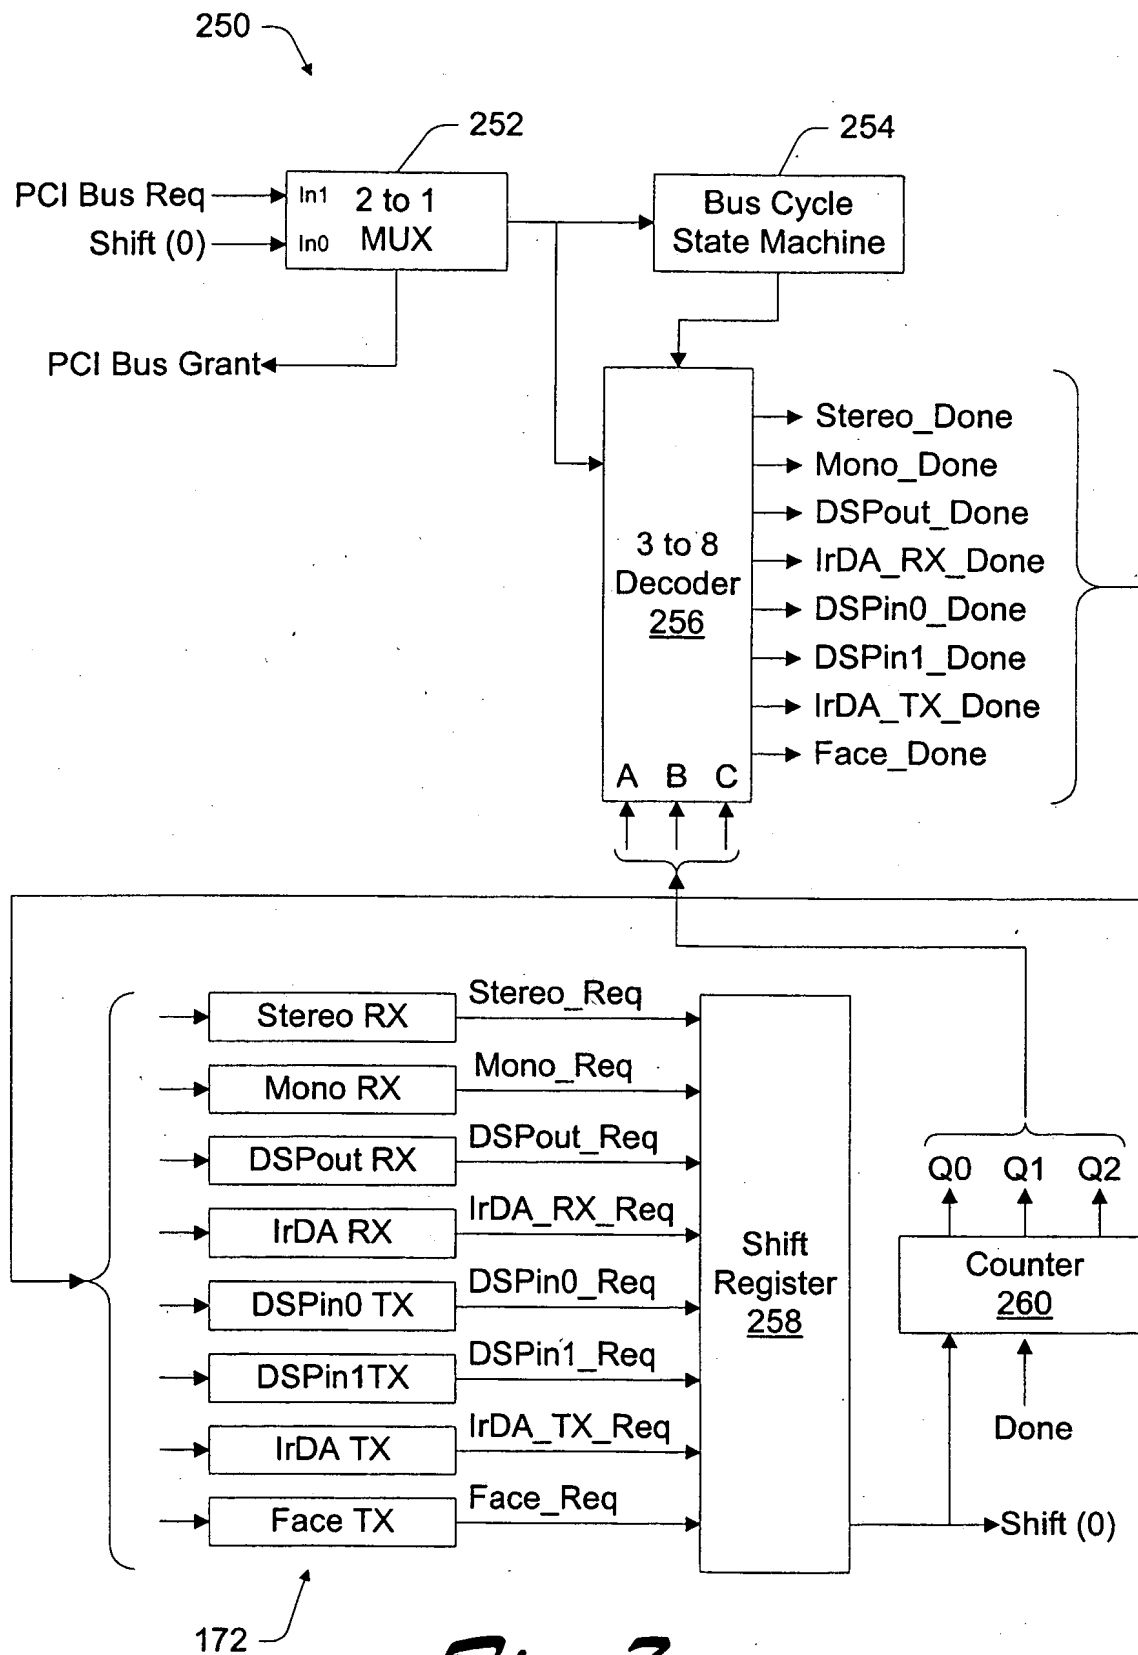 250
252
254
PCI Bus Req
In1
2 to 1
MUX
Shift (0)
In0
Bus Cycle
State Machine
PCI Bus Grant
Stereo_Done
Mono_Done
DSPout_Done
3 to 8
Decoder
256
IrDA_RX_Done
DSPin0_Done
DSPin1_Done
IrDA_TX_Done
Face_Done
A B C
Stereo RX
Stereo_Req
Mono RX
Mono_Req
DSPout RX
DSPout_Req
IrDA RX
IrDA_RX_Req
DSPin0 TX
DSPin0_Req
DSPin1TX
DSPin1_Req
IrDA TX
IrDA_TX_Req
Face TX
Face_Req
Shift
Register
258
Q0 Q1 Q2
Counter
260
Done
Shift (0)
172